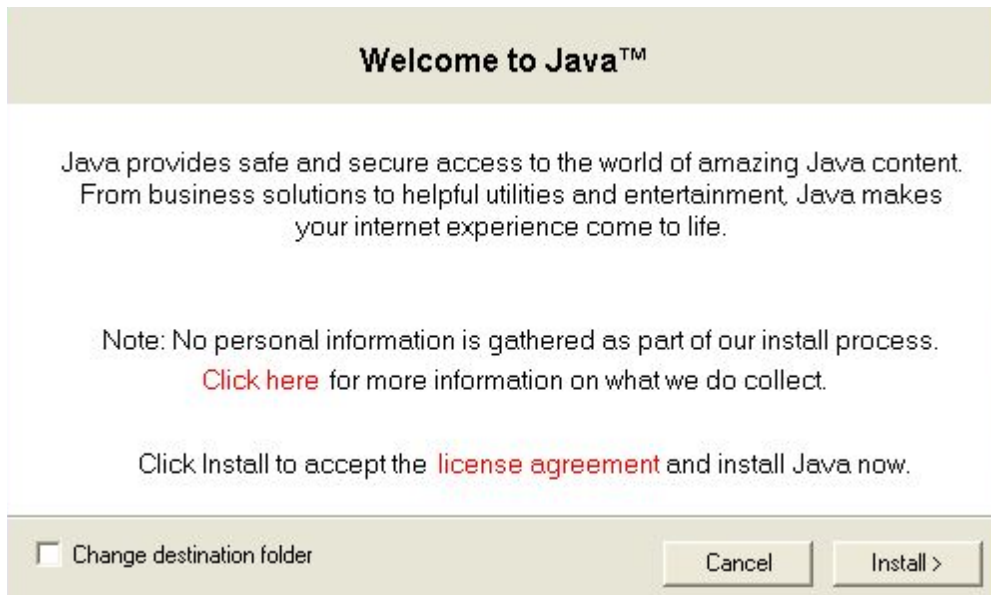 Welcome to Java™
Java provides safe and secure access to the world of amazing Java content.
From business solutions to helpful utilities and entertainment, Java makes
your internet experience come to life.
Note: No personal information is gathered as part of our install process.
Click here for more information on what we do collect.
Click Install to accept the license agreement and install Java now.
Change destination folder
Cancel
Install >